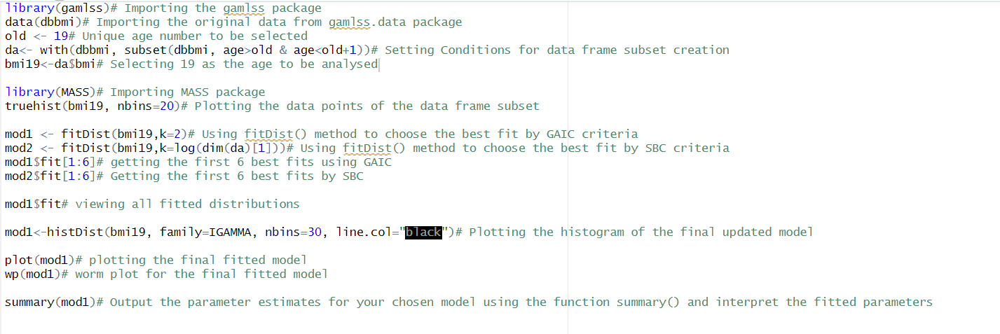 library(gamlss)# Importing the gamlss package
data(dbbmi)# Importing the original data from gamlss.data package
old <- 19# Unique age number to be selected
da<- with(dbbmi, subset(dbbmi, age>old & age<old+1))# Setting Conditions for data frame subset creation
bmi19<-da$bmi# Selecting 19 as the age to be analysed
library(MASS)# Importing MASS package
truehist(bmi19, nbins=20)# Plotting the data points of the data frame subset
mod1 <- fitDist(bmi19,k=2)# Using fitDist() method to choose the best fit by GAIC criteria
mod2 <- fitDist(bmi19,k=log(dim(da)[1]))# Using fitDist() method to choose the best fit by SBC criteria
mod1$fit[1:6]# getting the first 6 best fits using GAIC
mod2$fit[1:6]# Getting the first 6 best fits by SBC
mod1$fit# viewing all fitted distributions
mod1<-histDist(bmi19, family=IGAMMA, nbins=30, line.col="black")# Plotting the histogram of the final updated model
plot(mod1)# plotting the final fitted model
wp(mod1)# worm plot for the final fitted model
summary(mod1)# Output the parameter estimates for your chosen model using the function summary() and interpret the fitted parameters